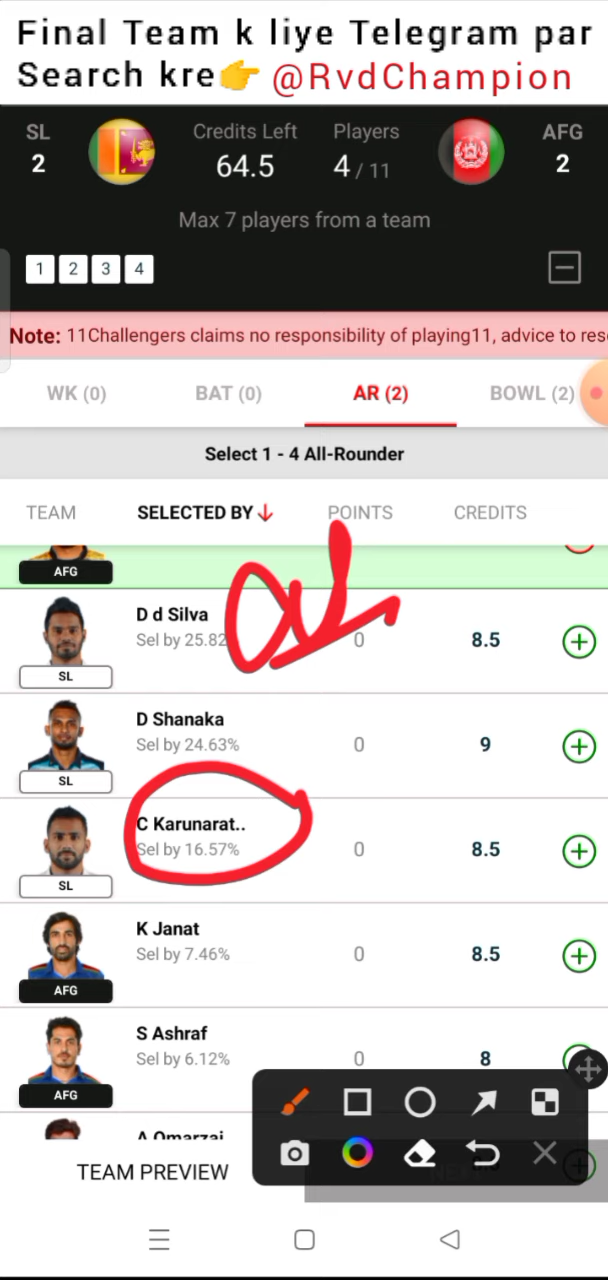 Final Team k liye Telegram par
Search kre👉 @RvdChampion
SL
Credits Left
Players
AFG
2
64.5
4 / 11
2
Max 7 players from a team
1 2 3 4
Note: 11Challengers claims no responsibility of playing11, advice to res
WK (0) BAT (0) AR (2) BOWL (2)
Select 1 - 4 All-Rounder
TEAM SELECTED BY POINTS CREDITS
AFG
D d Silva
Sel by 25.82 0 8.5
SL
D Shanaka
Sel by 24.63% 0 9
SL
C Karunarat..
Sel by 16.57% 0 8.5
SL
K Janat
Sel by 7.46% 0 8.5
AFG
S Ashraf
Sel by 6.12% 0 8
AFG
A Omarzai
TEAM PREVIEW